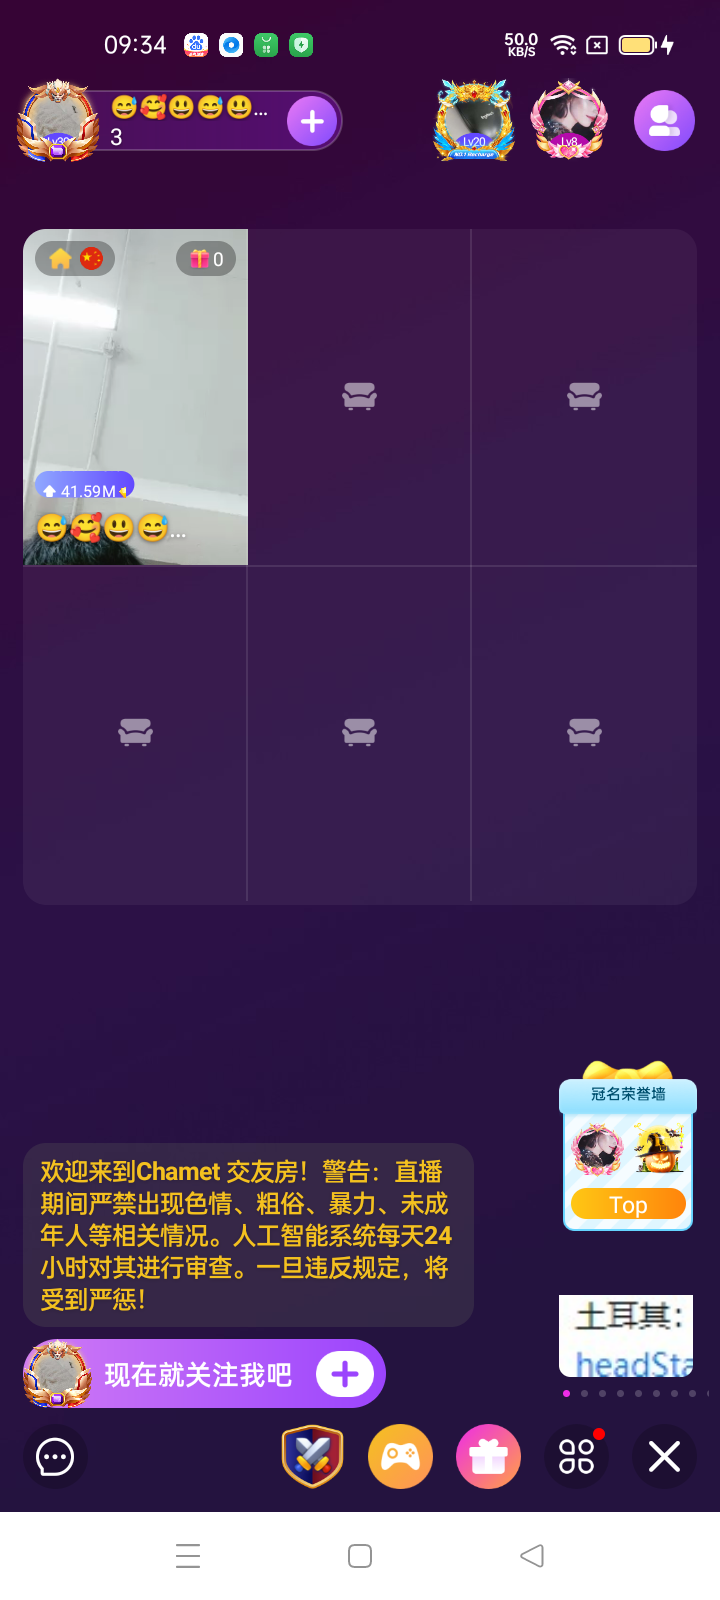 09:34
50.0
KB/S
😅🥰😃😅😃...
3
Lv39
Lv20
NO.1 Recharge
Lv8
0
41.59M
😅🥰😃😅...
冠名荣誉墙
Top
欢迎来到Chamet 交友房！警告：直播
期间严禁出现色情、粗俗、暴力、未成
年人等相关情况。人工智能系统每天24
小时对其进行审查。一旦违反规定，将
受到严惩！
土耳其：
headSta
现在就关注我吧